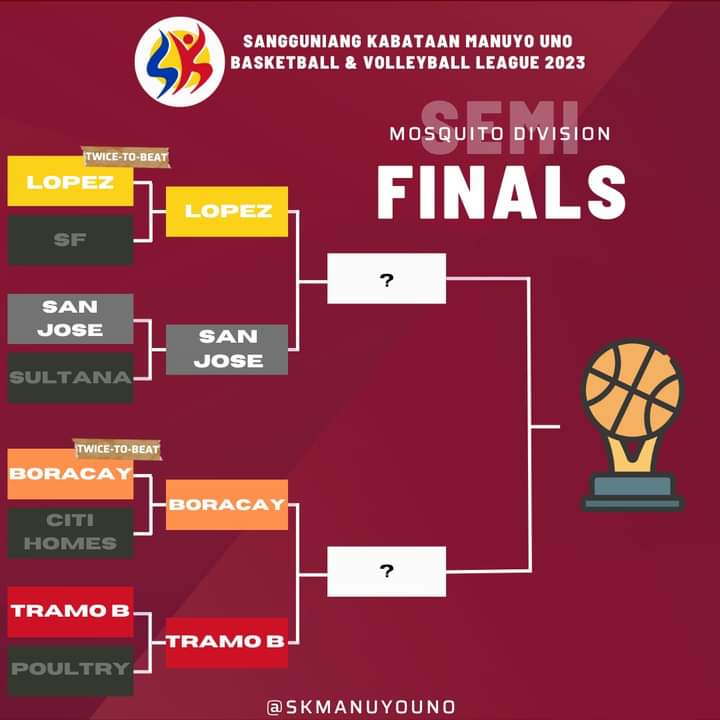 SANGGUNIANG KABATAAN MANUYO UNO
BASKETBALL & VOLLEYBALL LEAGUE 2023
SEMI
MOSQUITO DIVISION
FINALS
TWICE-TO-BEAT
LOPEZ
SF
LOPEZ
SAN
JOSE
SULTANA
SAN
JOSE
?
TWICE-TO-BEAT
BORACAY
CITI
HOMES
BORACAY
TRAMO B
POULTRY
TRAMO B
?
@SKMANUYOUNO